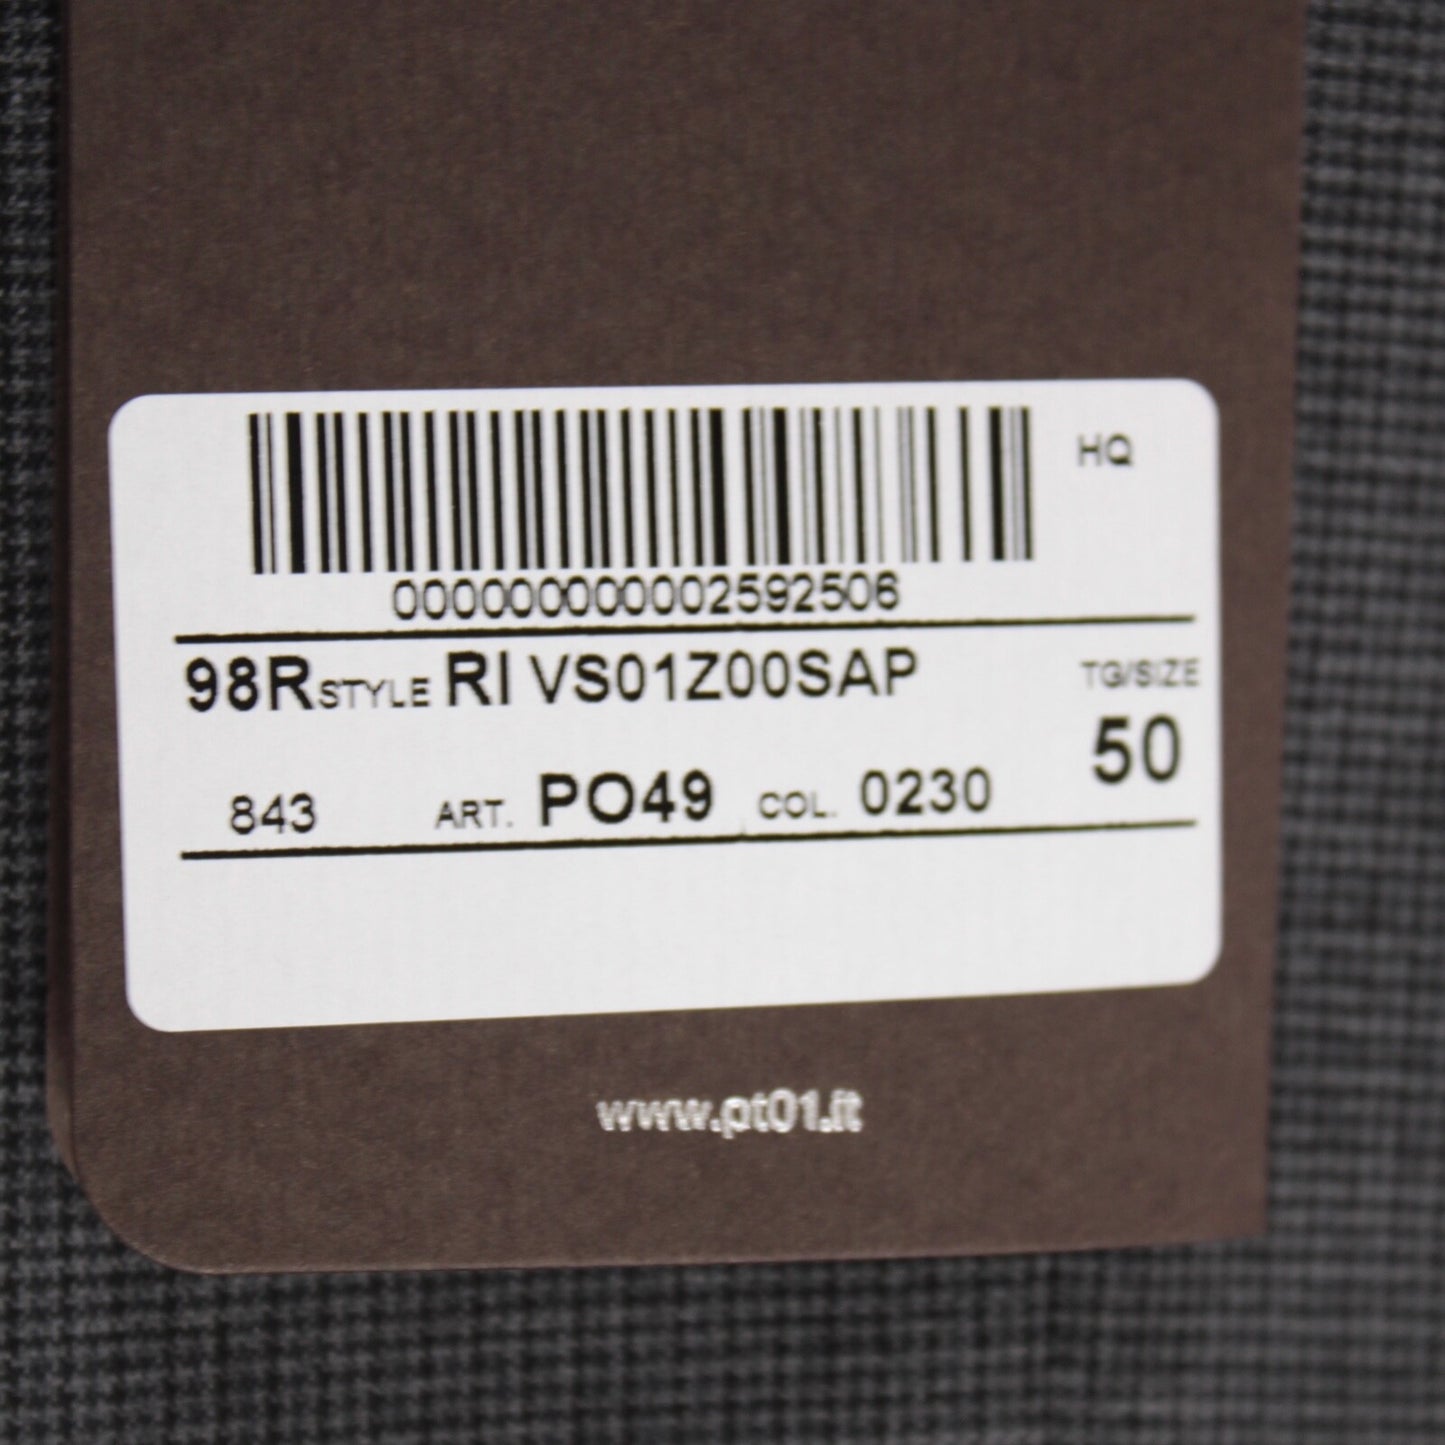 HQ
000000000002592506
98R STYLE RI VS01Z00SAP
TG/SIZE
50
843 ART. PO49 COL. 0230
www.pt01.it